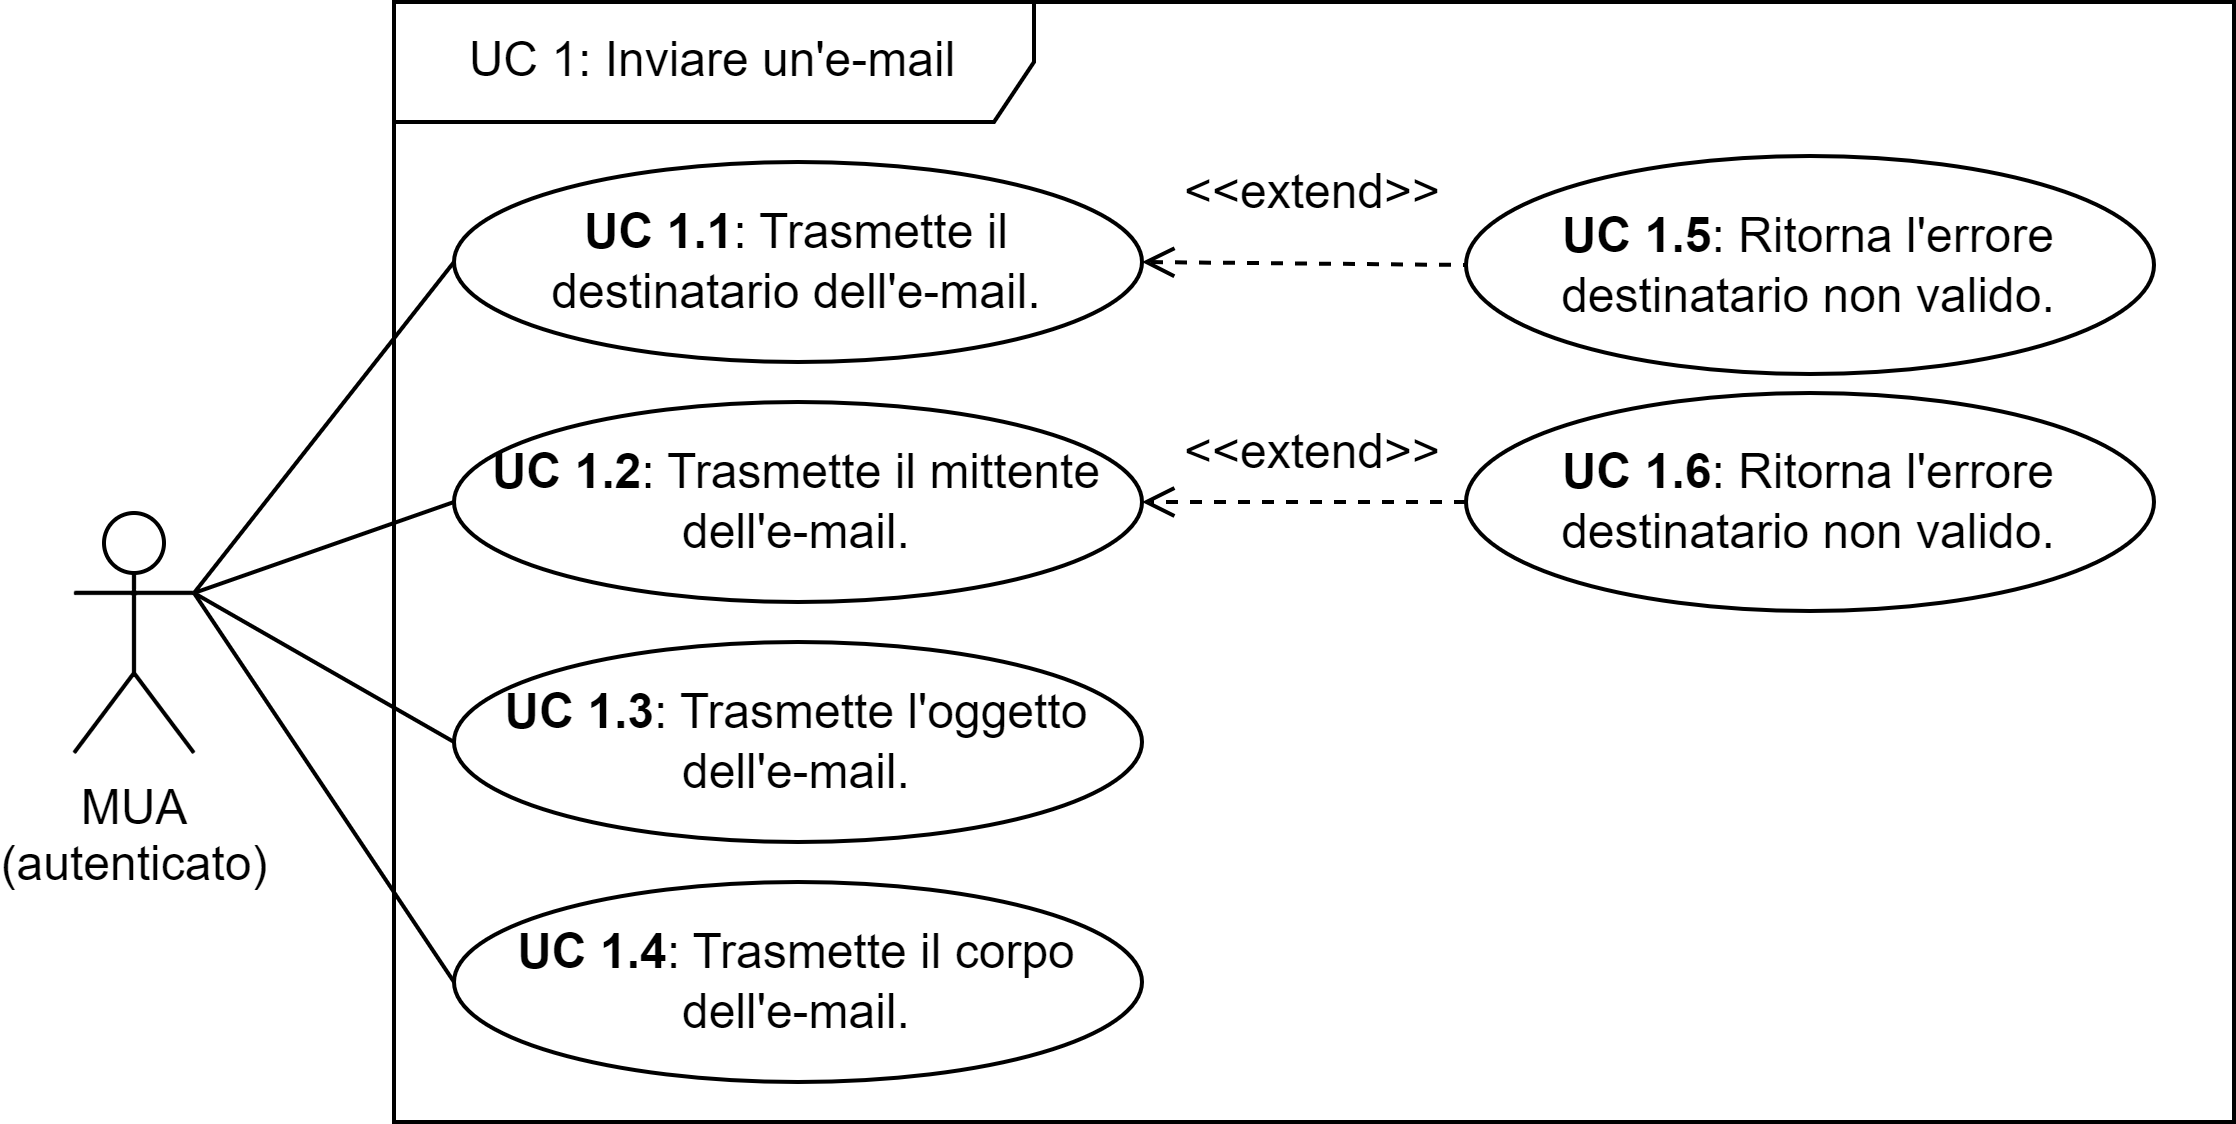 UC 1: Inviare un'e-mail
UC 1.1: Trasmette il
destinatario dell'e-mail.
<<extend>>
UC 1.5: Ritorna l'errore
destinatario non valido.
UC 1.2: Trasmette il mittente
dell'e-mail.
<<extend>>
UC 1.6: Ritorna l'errore
destinatario non valido.
UC 1.3: Trasmette l'oggetto
dell'e-mail.
MUA
(autenticato)
UC 1.4: Trasmette il corpo
dell'e-mail.